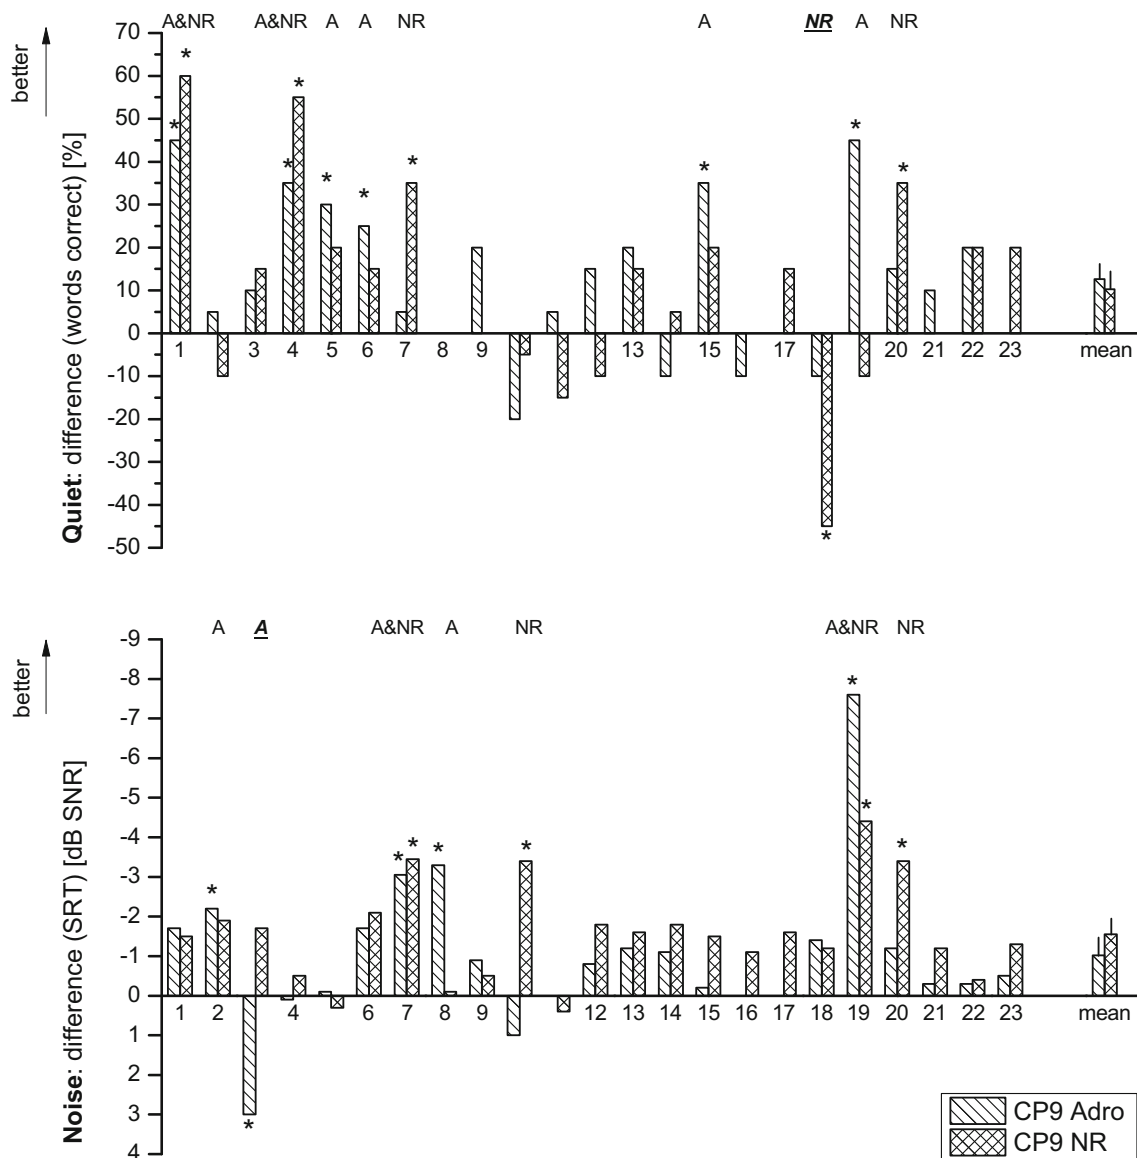 A&NR A&NR A A NR A NR A NR
better
Quiet: difference (words correct) [%]
70
60
50
40
30
20
10
0
-10
-20
-30
-40
-50
* * * * * * * * * * *
1 3 4 5 6 7 8 9 13 15 17 20 21 22 23 mean
A A A&NR A NR A&NR NR
better
Noise: difference (SRT) [dB SNR]
-9
-8
-7
-6
-5
-4
-3
-2
-1
0
1
2
3
4
* * * * * * * * *
1 2 4 6 7 8 9 12 13 14 15 16 17 18 19 20 21 22 23 mean
CP9 Adro
CP9 NR